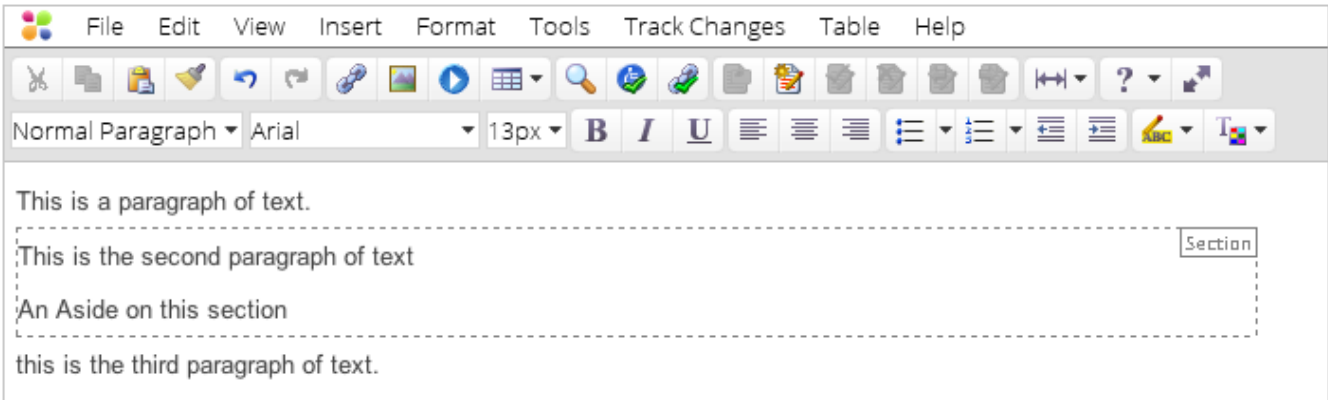 File Edit View Insert Format Tools Track Changes Table Help
?
Normal Paragraph Arial 13px B I U ABC T
This is a paragraph of text.
This is the second paragraph of text Section
An Aside on this section
this is the third paragraph of text.